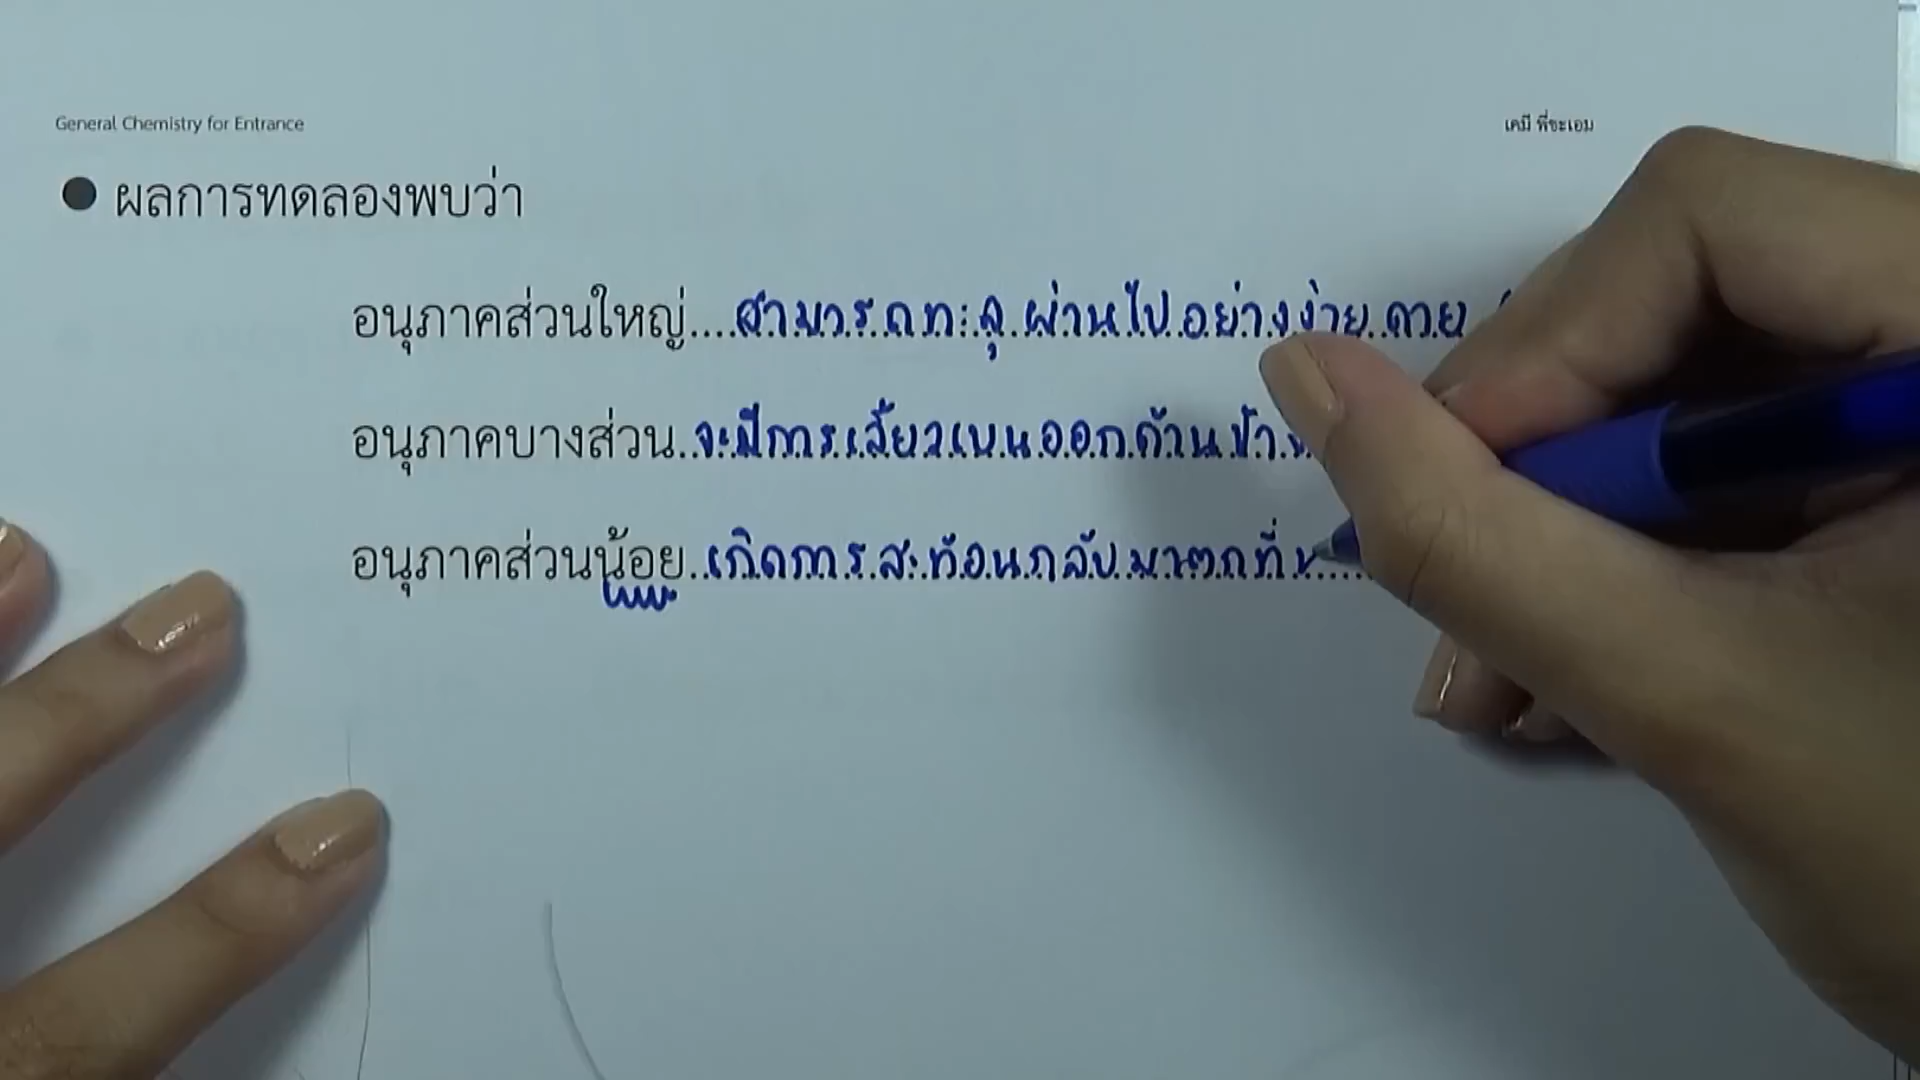 General Chemistry for Entrance
เคมี พี่ชะเอม
● ผลการทดลองพบว่า
อนุภาคส่วนใหญ่....สามารถทะลุผ่านไปอย่างง่ายดาย
อนุภาคบางส่วน..จะมีการเลี้ยวเบนออกด้านข้าง
อนุภาคส่วนน้อย..เกิดการสะท้อนกลับมาตกที่